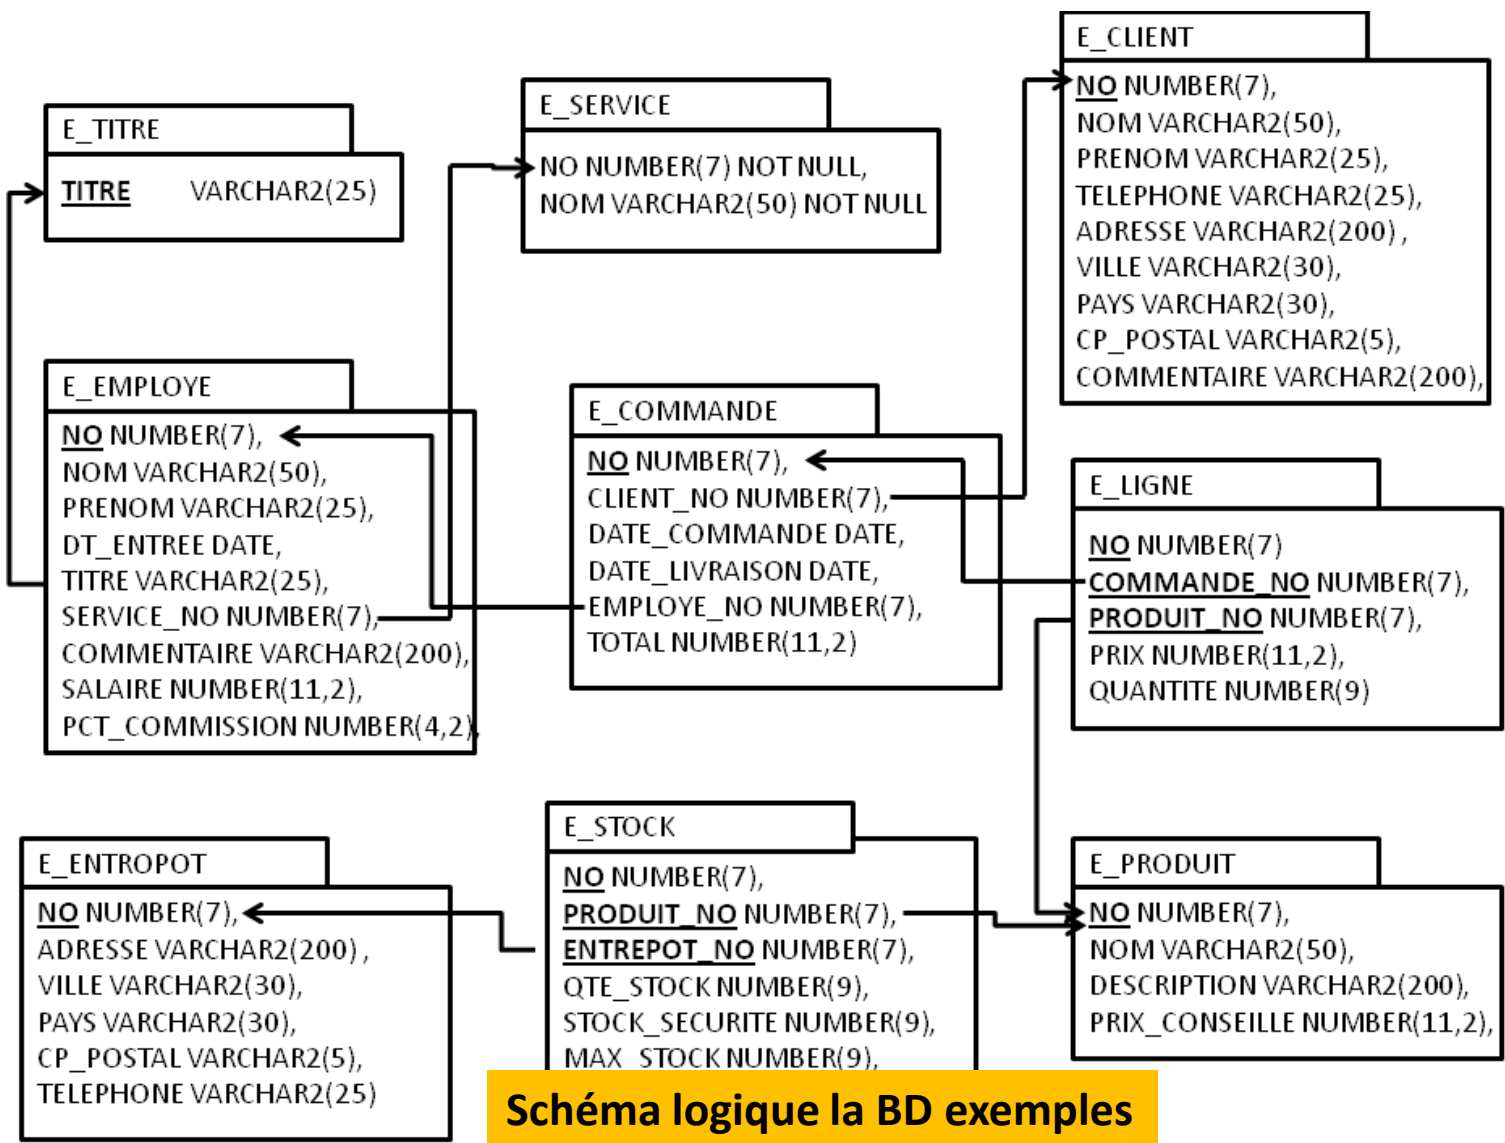 E_TITRE
TITRE VARCHAR2(25)
E_SERVICE
NO NUMBER(7) NOT NULL,
NOM VARCHAR2(50) NOT NULL
E_CLIENT
NO NUMBER(7),
NOM VARCHAR2(50),
PRENOM VARCHAR2(25),
TELEPHONE VARCHAR2(25),
ADRESSE VARCHAR2(200) ,
VILLE VARCHAR2(30),
PAYS VARCHAR2(30),
CP_POSTAL VARCHAR2(5),
COMMENTAIRE VARCHAR2(200),
E_EMPLOYE
NO NUMBER(7),
NOM VARCHAR2(50),
PRENOM VARCHAR2(25),
DT_ENTREE DATE,
TITRE VARCHAR2(25),
SERVICE_NO NUMBER(7),
COMMENTAIRE VARCHAR2(200),
SALAIRE NUMBER(11,2),
PCT_COMMISSION NUMBER(4,2),
E_COMMANDE
NO NUMBER(7),
CLIENT_NO NUMBER(7),
DATE_COMMANDE DATE,
DATE_LIVRAISON DATE,
EMPLOYE_NO NUMBER(7),
TOTAL NUMBER(11,2)
E_LIGNE
NO NUMBER(7)
COMMANDE_NO NUMBER(7),
PRODUIT_NO NUMBER(7),
PRIX NUMBER(11,2),
QUANTITE NUMBER(9)
E_ENTROPOT
NO NUMBER(7),
ADRESSE VARCHAR2(200) ,
VILLE VARCHAR2(30),
PAYS VARCHAR2(30),
CP_POSTAL VARCHAR2(5),
TELEPHONE VARCHAR2(25)
E_STOCK
NO NUMBER(7),
PRODUIT_NO NUMBER(7),
ENTREPOT_NO NUMBER(7),
QTE_STOCK NUMBER(9),
STOCK_SECURITE NUMBER(9),
MAX_STOCK NUMBER(9),
E_PRODUIT
NO NUMBER(7),
NOM VARCHAR2(50),
DESCRIPTION VARCHAR2(200),
PRIX_CONSEILLE NUMBER(11,2),
Schéma logique la BD exemples